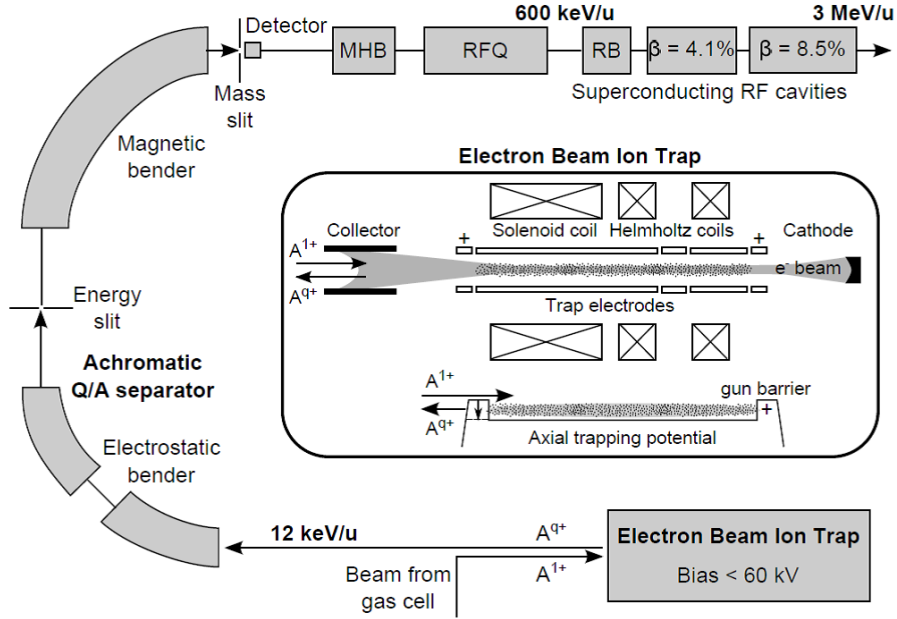 600 keV/u
3 MeV/u
Detector
MHB
RFQ
RB
β = 4.1%
β = 8.5%
Mass
slit
Superconducting RF cavities
Magnetic
bender
Electron Beam Ion Trap
Collector
Solenoid coil
Helmholtz coils
Cathode
+
+
A1+
Aq+
e- beam
Trap electrodes
Energy
slit
Achromatic
Q/A separator
A1+
Aq+
gun barrier
+
Axial trapping potential
Electrostatic
bender
12 keV/u
Aq+
A1+
Beam from
gas cell
Electron Beam Ion Trap
Bias < 60 kV